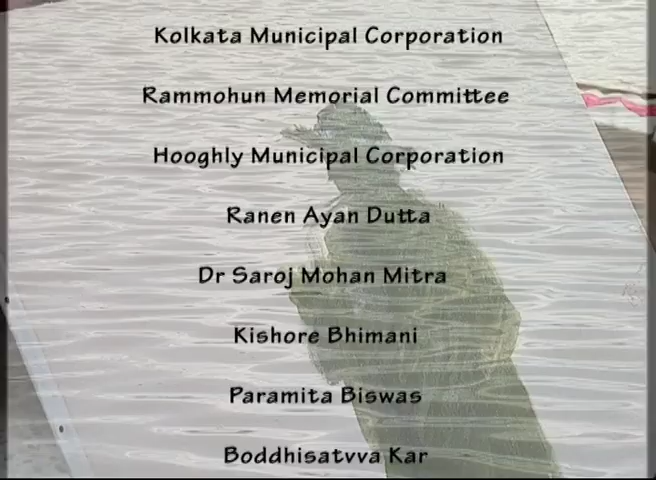 Kolkata Municipal Corporation
Rammohun Memorial Committee
Hooghly Municipal Corporation
Ranen Ayan Dutta
Dr Saroj Mohan Mitra
Kishore Bhimani
Paramita Biswas
Boddhisatvva Kar